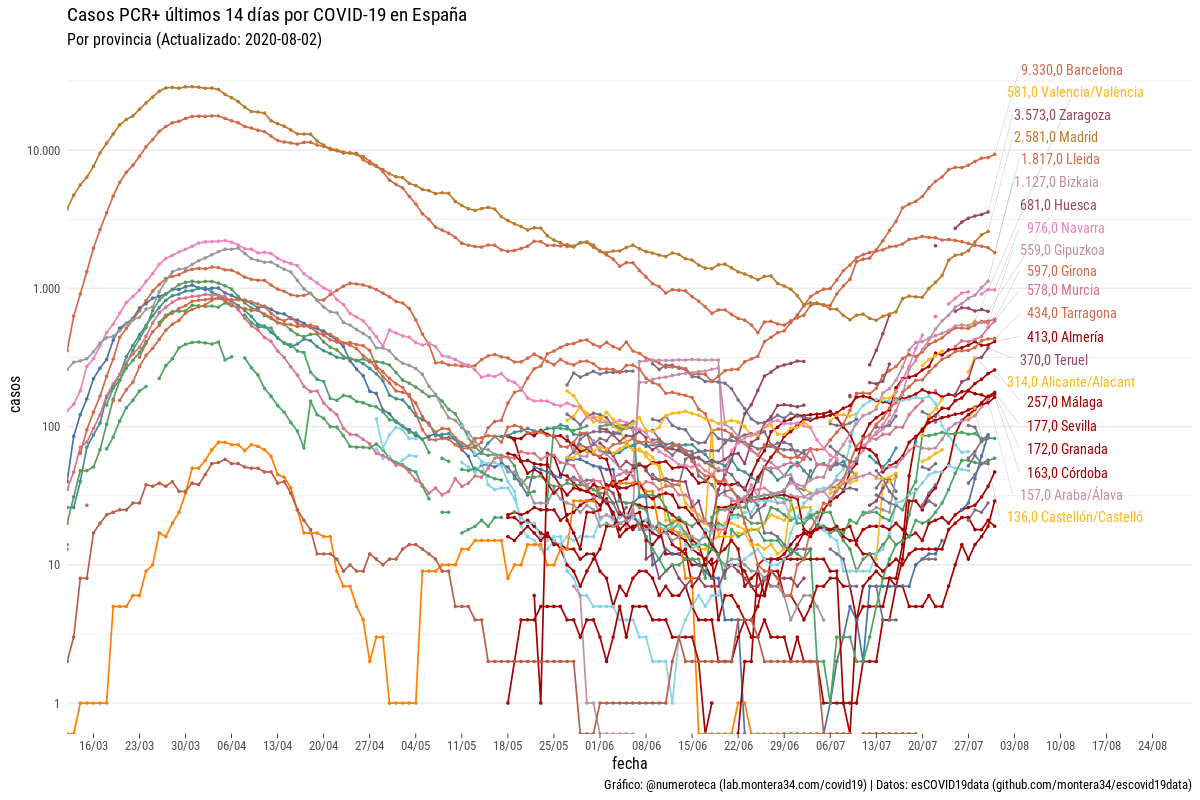 Casos PCR+ últimos 14 días por COVID-19 en España
Por provincia (Actualizado: 2020-08-02)
9.330,0 Barcelona
581,0 Valencia/València
3.573,0 Zaragoza
2.581,0 Madrid
1.817,0 Lleida
1.127,0 Bizkaia
681,0 Huesca
976,0 Navarra
559,0 Gipuzkoa
597,0 Girona
578,0 Murcia
434,0 Tarragona
413,0 Almería
370,0 Teruel
314,0 Alicante/Alacant
257,0 Málaga
177,0 Sevilla
172,0 Granada
163,0 Córdoba
157,0 Araba/Álava
136,0 Castellón/Castelló
casos
10.000
1.000
100
10
1
16/03 23/03 30/03 06/04 13/04 20/04 27/04 04/05 11/05 18/05 25/05 01/06 08/06 15/06 22/06 29/06 06/07 13/07 20/07 27/07 03/08 10/08 17/08 24/08
fecha
Gráfico: @numeroteca (lab.montera34.com/covid19) | Datos: esCOVID19data (github.com/montera34/escovid19data)